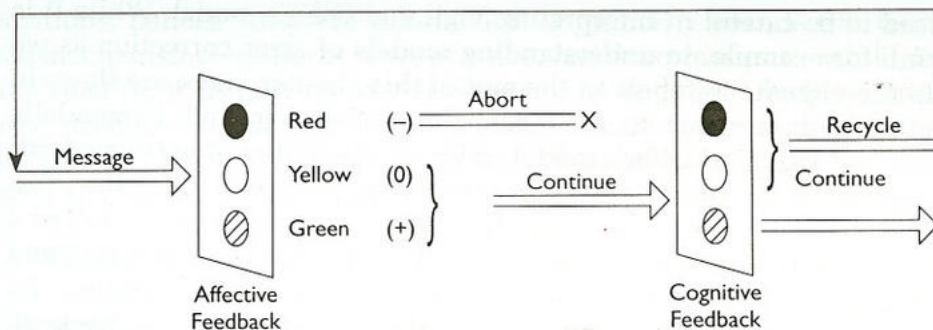 Abort
Red (–) X Recycle
Message Yellow (0) Continue Continue
Green (+)
Affective
Feedback
Cognitive
Feedback